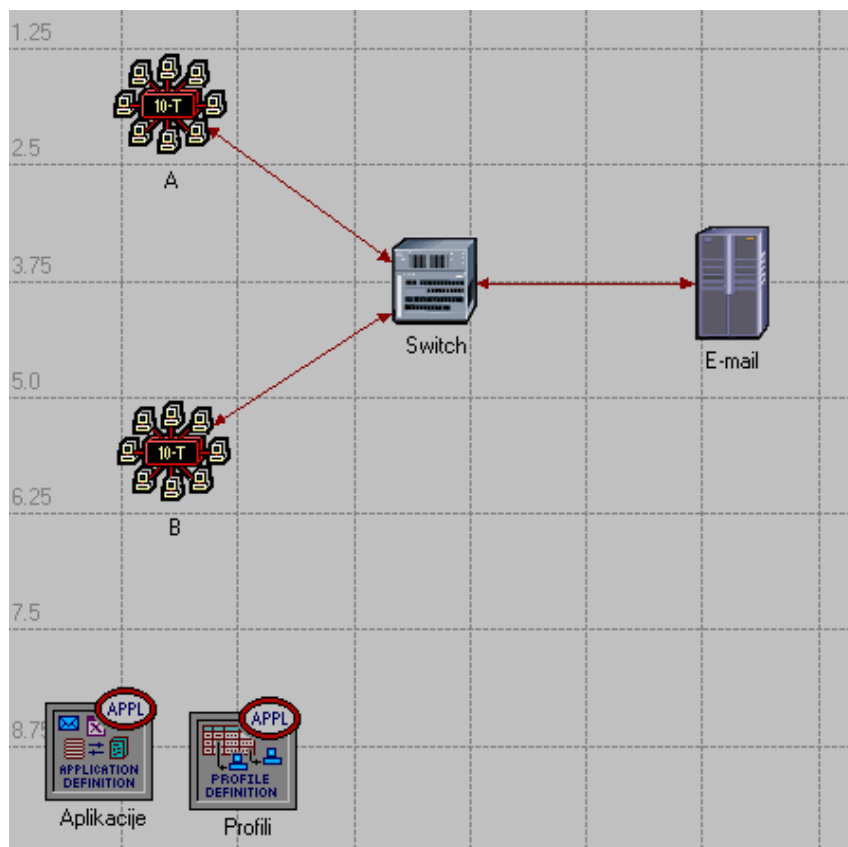 1.25
10-T
A
2.5
3.75
Switch
E-mail
5.0
10-T
B
6.25
7.5
8.75
APPL
APPLICATION
DEFINITION
Aplikacije
APPL
PROFILE
DEFINITION
Profili